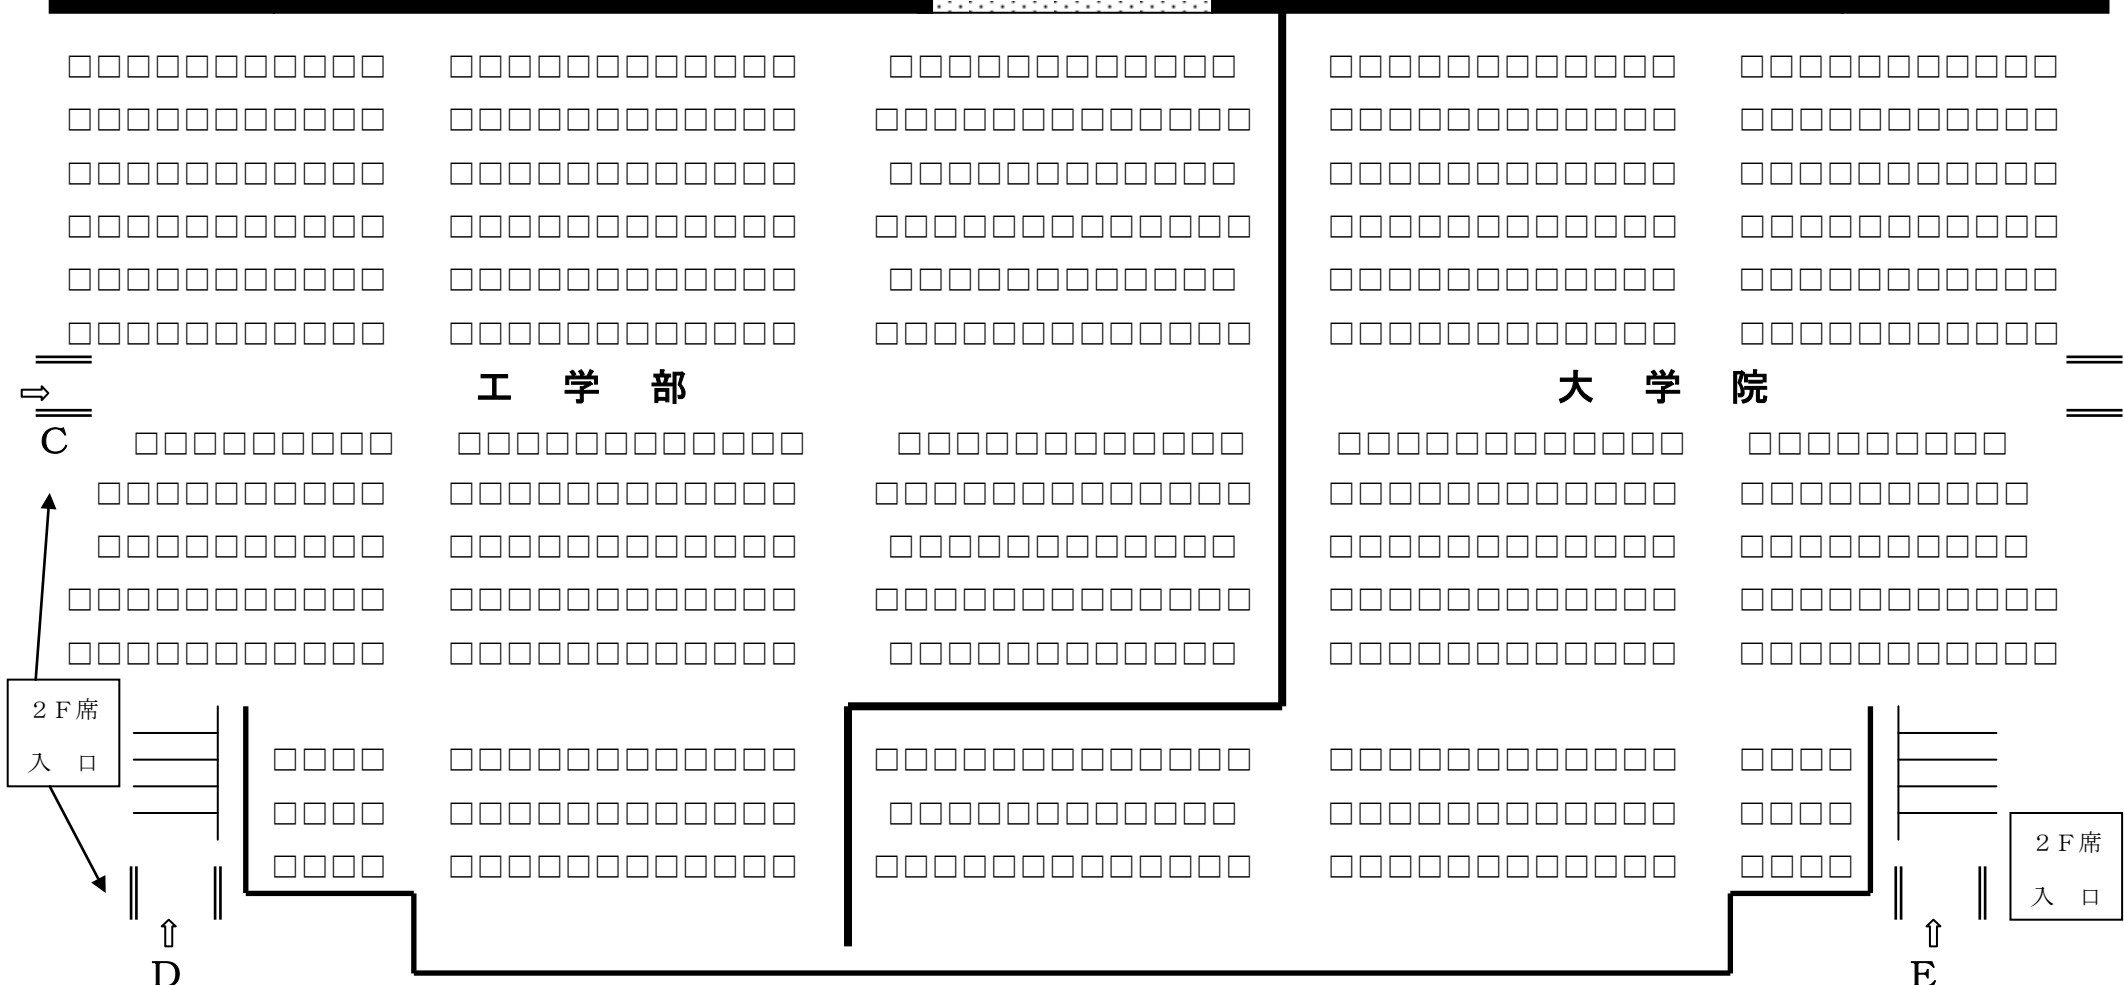 工 学 部
大 学 院
C
２Ｆ席
入 口
２Ｆ席
入 口
D
E